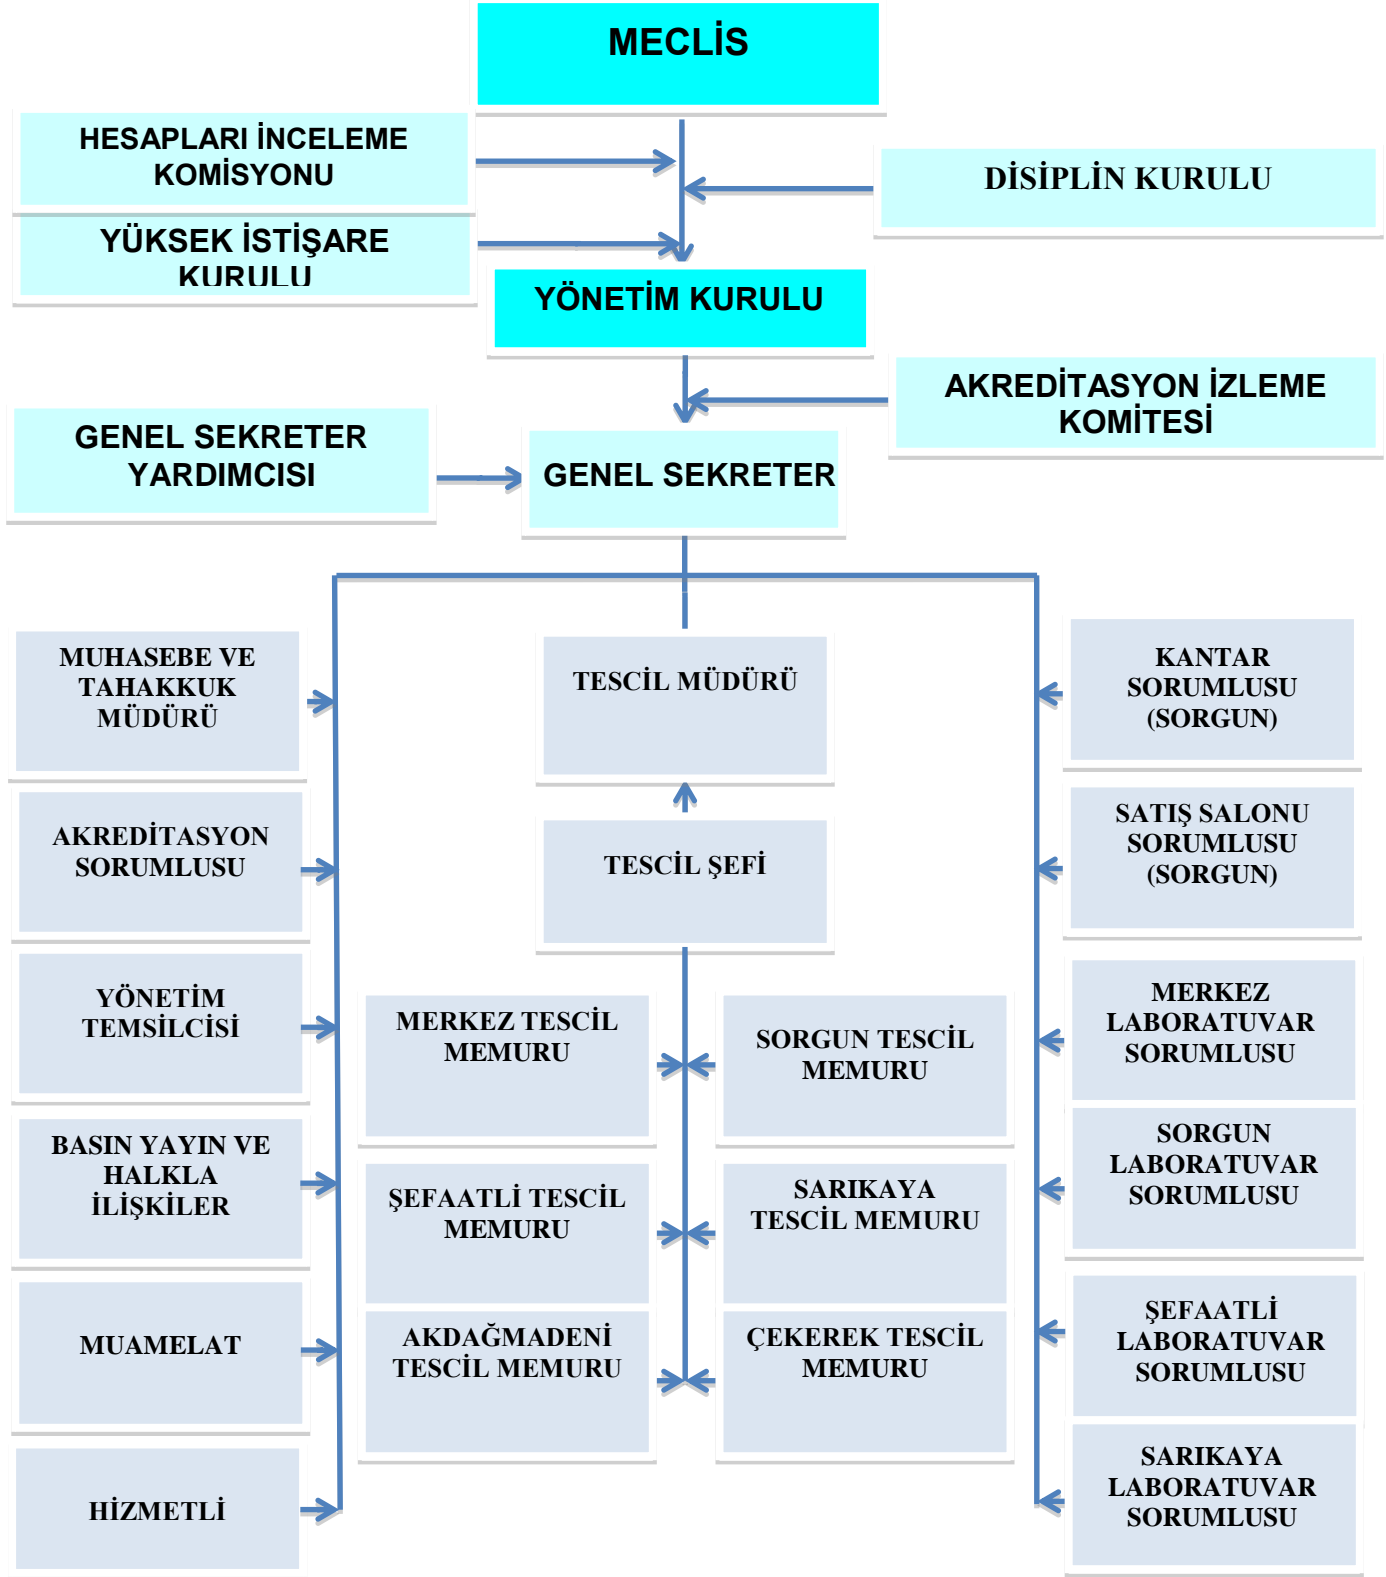 MECLİS
HESAPLARI İNCELEME
KOMİSYONU
DİSİPLİN KURULU
YÜKSEK İSTİŞARE
KURULU
YÖNETİM KURULU
AKREDİTASYON İZLEME
KOMİTESİ
GENEL SEKRETER
YARDIMCISI
GENEL SEKRETER
MUHASEBE VE
TAHAKKUK
MÜDÜRÜ
AKREDİTASYON
SORUMLUSU
YÖNETİM
TEMSİLCİSİ
BASIN YAYIN VE
HALKLA
İLİŞKİLER
MUAMELAT
HİZMETLİ
TESCİL MÜDÜRÜ
TESCİL ŞEFİ
MERKEZ TESCİL
MEMURU
SORGUN TESCİL
MEMURU
ŞEFAATLİ TESCİL
MEMURU
SARIKAYA
TESCİL MEMURU
AKDAĞMADENİ
TESCİL MEMURU
ÇEKEREK TESCİL
MEMURU
KANTAR
SORUMLUSU
(SORGUN)
SATIŞ SALONU
SORUMLUSU
(SORGUN)
MERKEZ
LABORATUVAR
SORUMLUSU
SORGUN
LABORATUVAR
SORUMLUSU
ŞEFAATLİ
LABORATUVAR
SORUMLUSU
SARIKAYA
LABORATUVAR
SORUMLUSU